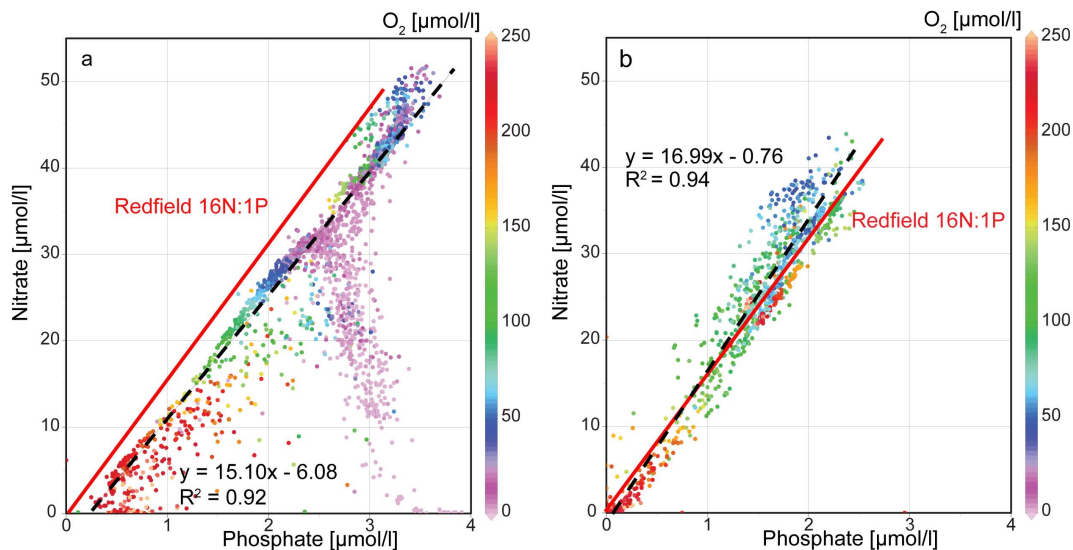 O₂ [µmol/l]
a
Nitrate [µmol/l]
50
40
30
20
10
0
Redfield 16N:1P
y = 15.10x - 6.08
R² = 0.92
0
1
2
3
4
Phosphate [µmol/l]
250
200
150
100
50
0
O₂ [µmol/l]
b
Nitrate [µmol/l]
50
40
30
20
10
0
y = 16.99x - 0.76
R² = 0.94
Redfield 16N:1P
0
1
2
3
4
Phosphate [µmol/l]
250
200
150
100
50
0